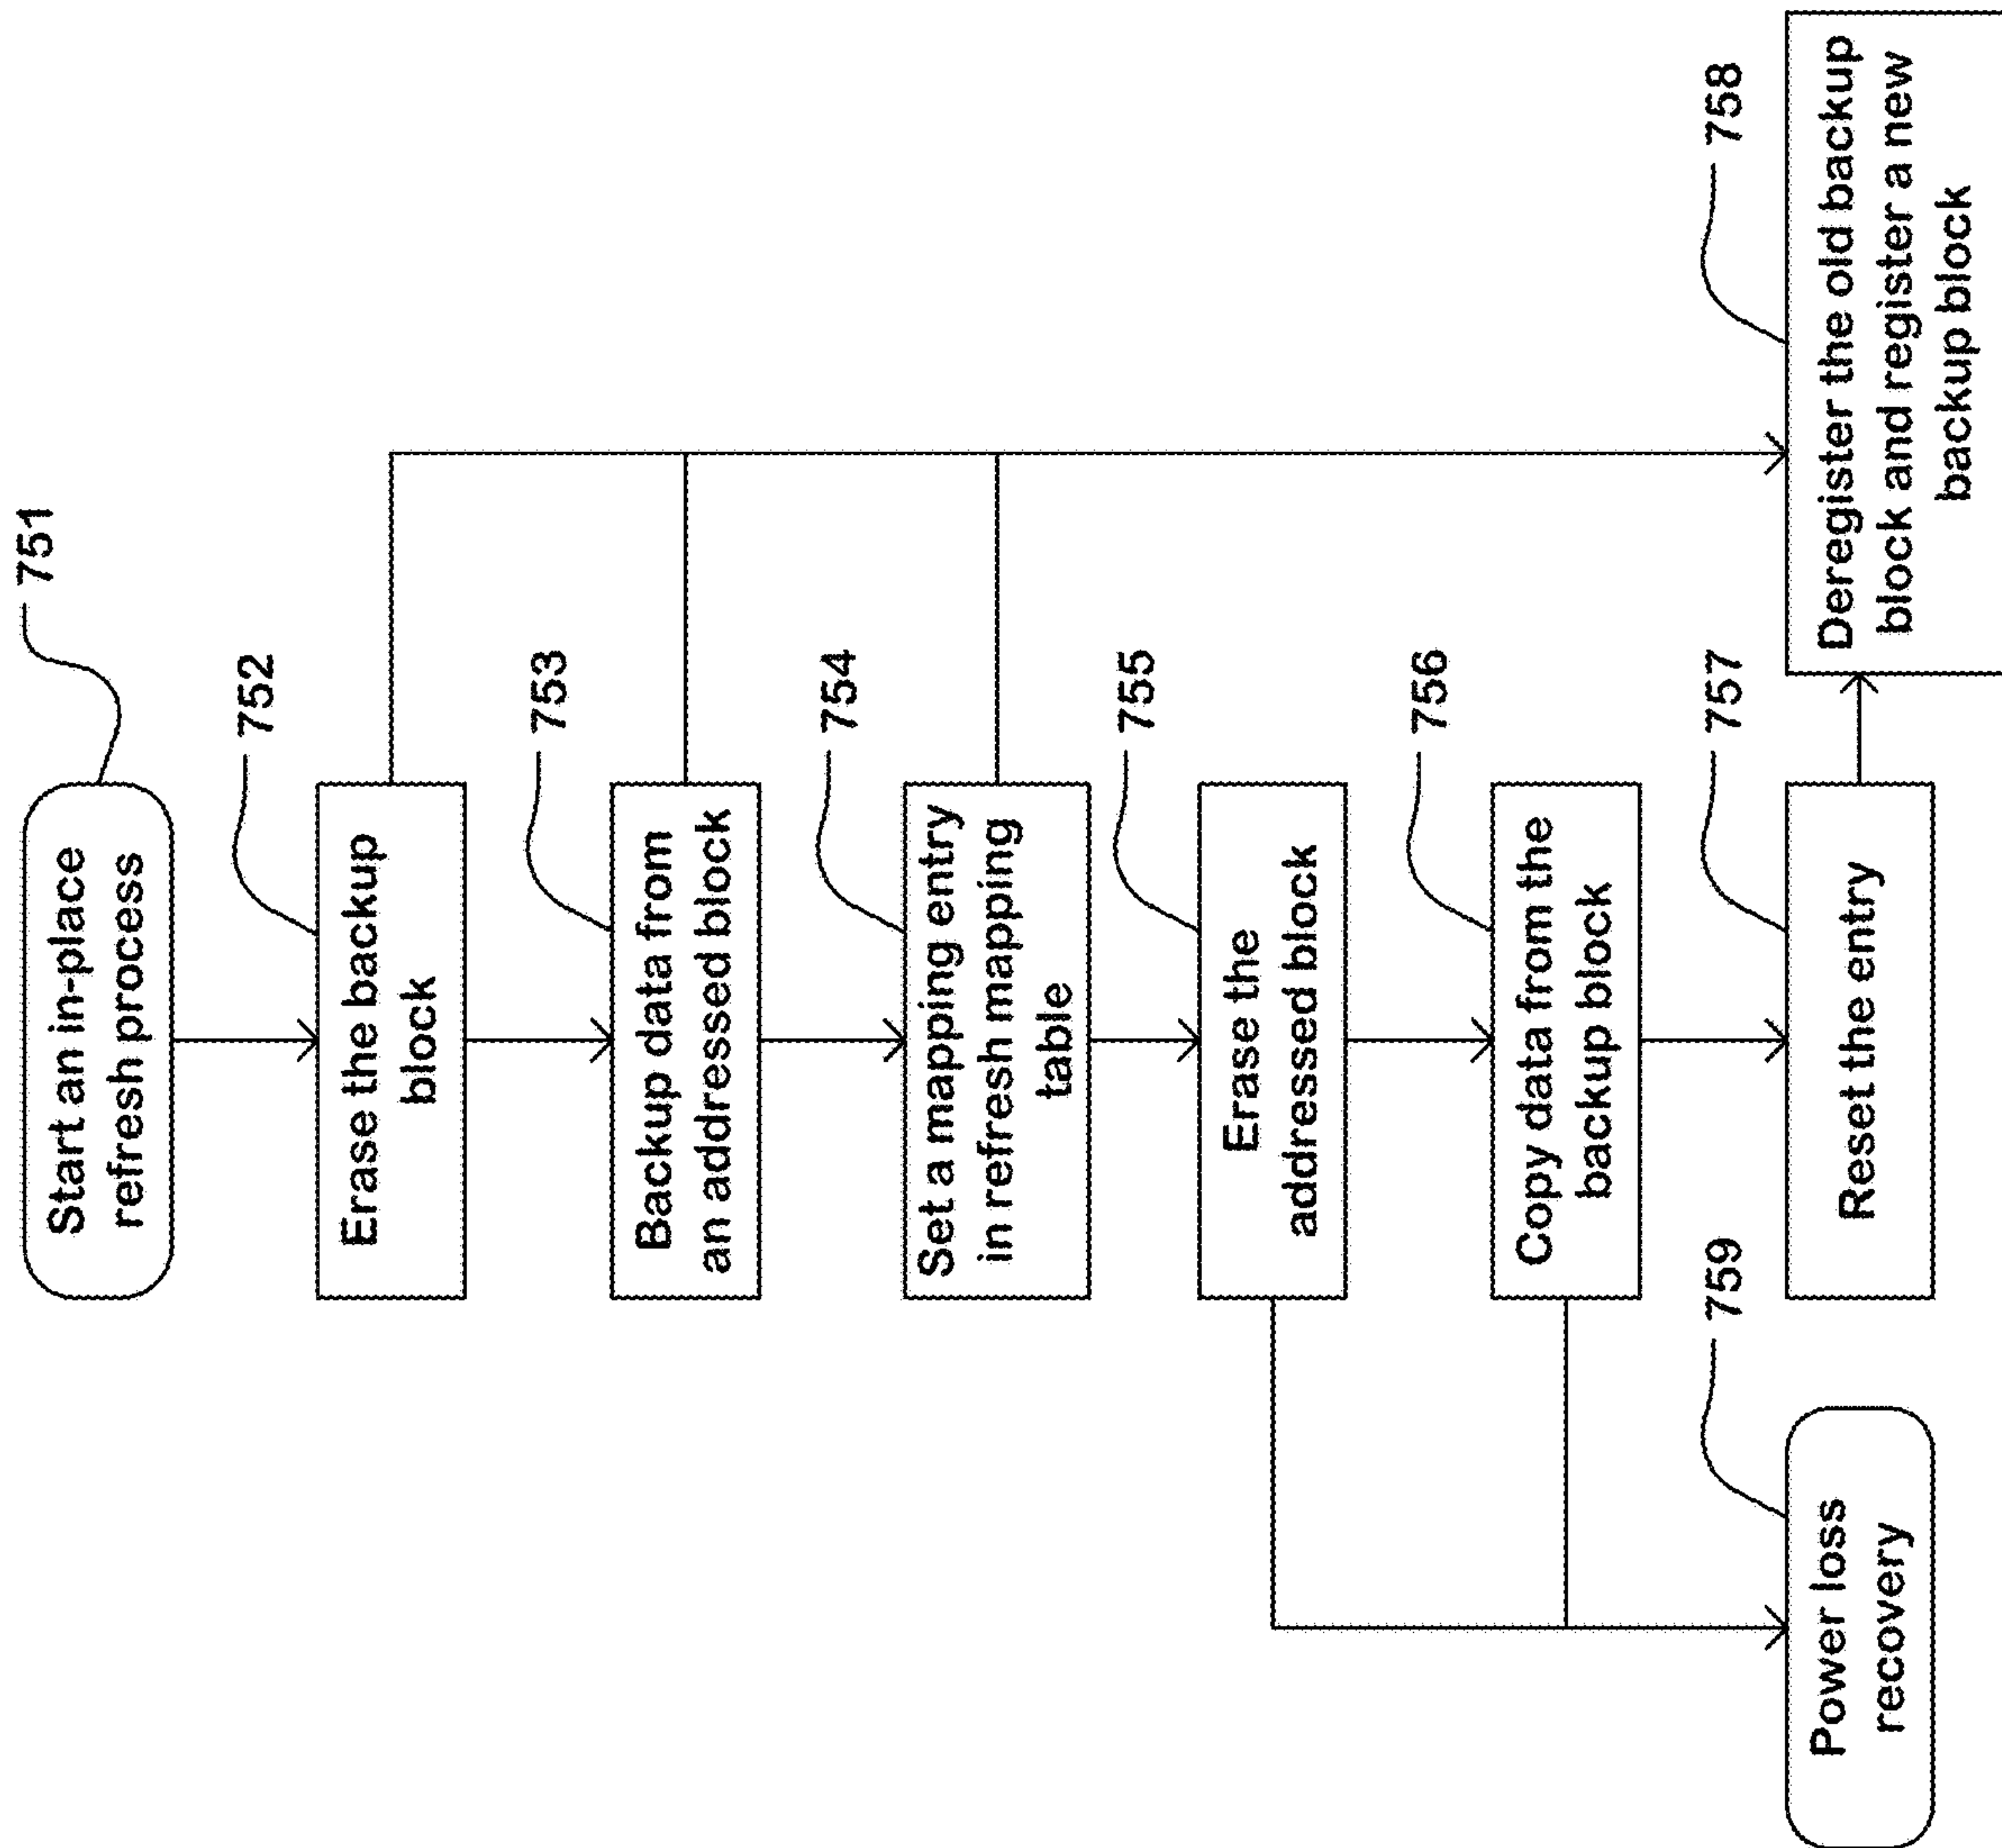 751
Start an in-place
refresh process
752
Erase the backup
block
753
Backup data from
an addressed block
754
Set a mapping entry
in refresh mapping
table
755
Erase the
addressed block
756
Copy data from the
backup block
757
Reset the entry
758
Deregister the old backup
block and register a new
backup block
759
Power loss
recovery